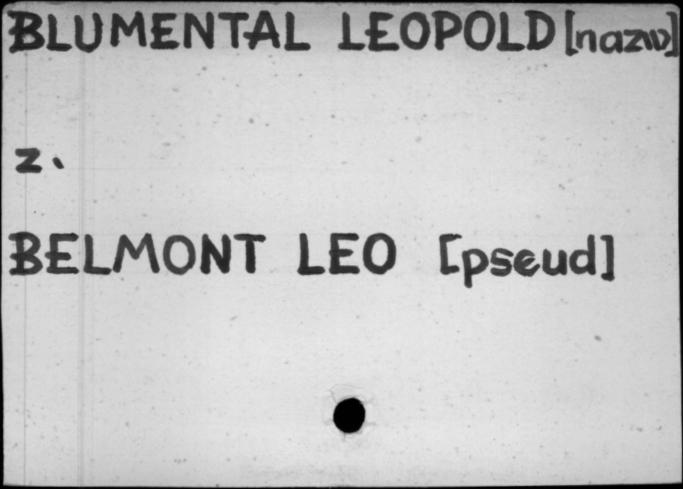 BLUMENTAL LEOPOLD [nazw]
z.
BELMONT LEO [pseud]